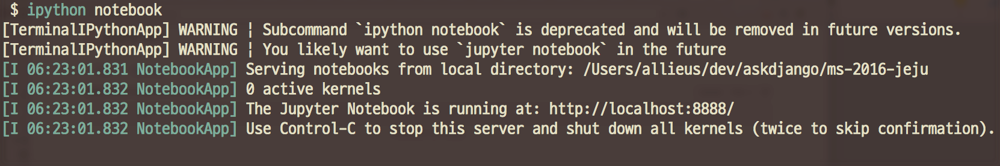 $ ipython notebook
[TerminalIPythonApp] WARNING | Subcommand `ipython notebook` is deprecated and will be removed in future versions.
[TerminalIPythonApp] WARNING | You likely want to use `jupyter notebook` in the future
[I 06:23:01.831 NotebookApp] Serving notebooks from local directory: /Users/allieus/dev/askdjango/ms-2016-jeju
[I 06:23:01.832 NotebookApp] 0 active kernels
[I 06:23:01.832 NotebookApp] The Jupyter Notebook is running at: http://localhost:8888/
[I 06:23:01.832 NotebookApp] Use Control-C to stop this server and shut down all kernels (twice to skip confirmation).